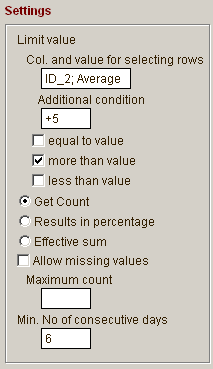 Settings
Limit value
Col. and value for selecting rows
ID_2; Average
Additional condition
+5
equal to value
more than value
less than value
Get Count
Results in percentage
Effective sum
Allow missing values
Maximum count
Min. No of consecutive days
6